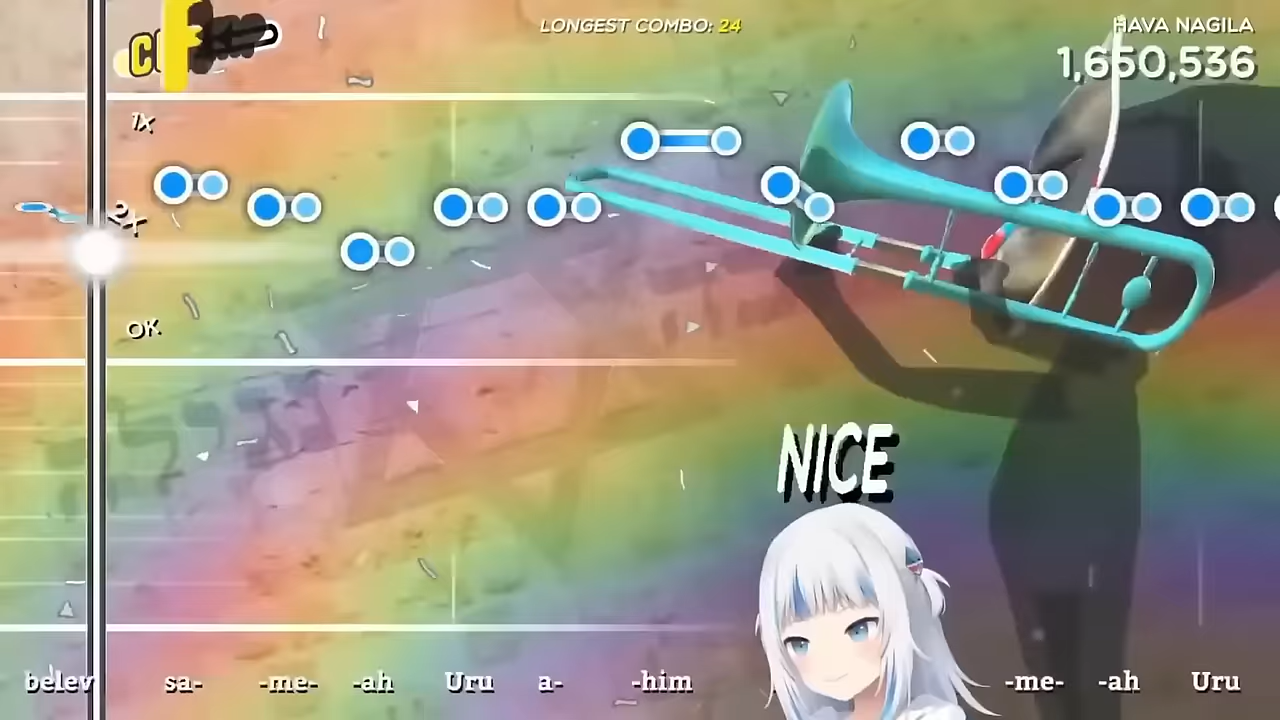 LONGEST COMBO: 24
HAVA NAGILA
1,650,536
1X
2X
OK
NICE
belev sa- -me- -ah Uru a- -him -me- -ah Uru